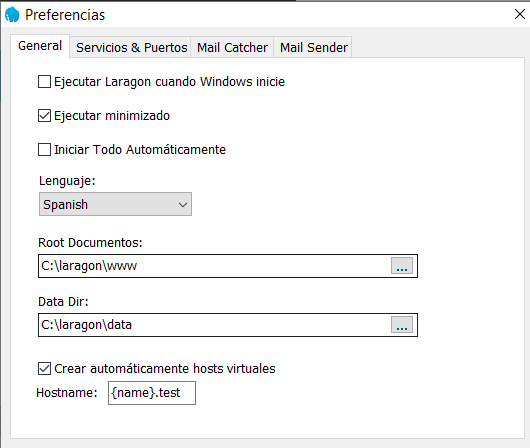 Preferencias
General Servicios & Puertos Mail Catcher Mail Sender
Ejecutar Laragon cuando Windows inicie
Ejecutar minimizado
Iniciar Todo Automáticamente
Lenguaje:
Spanish
Root Documentos:
C:\laragon\www ...
Data Dir:
C:\laragon\data ...
Crear automáticamente hosts virtuales
Hostname: {name}.test